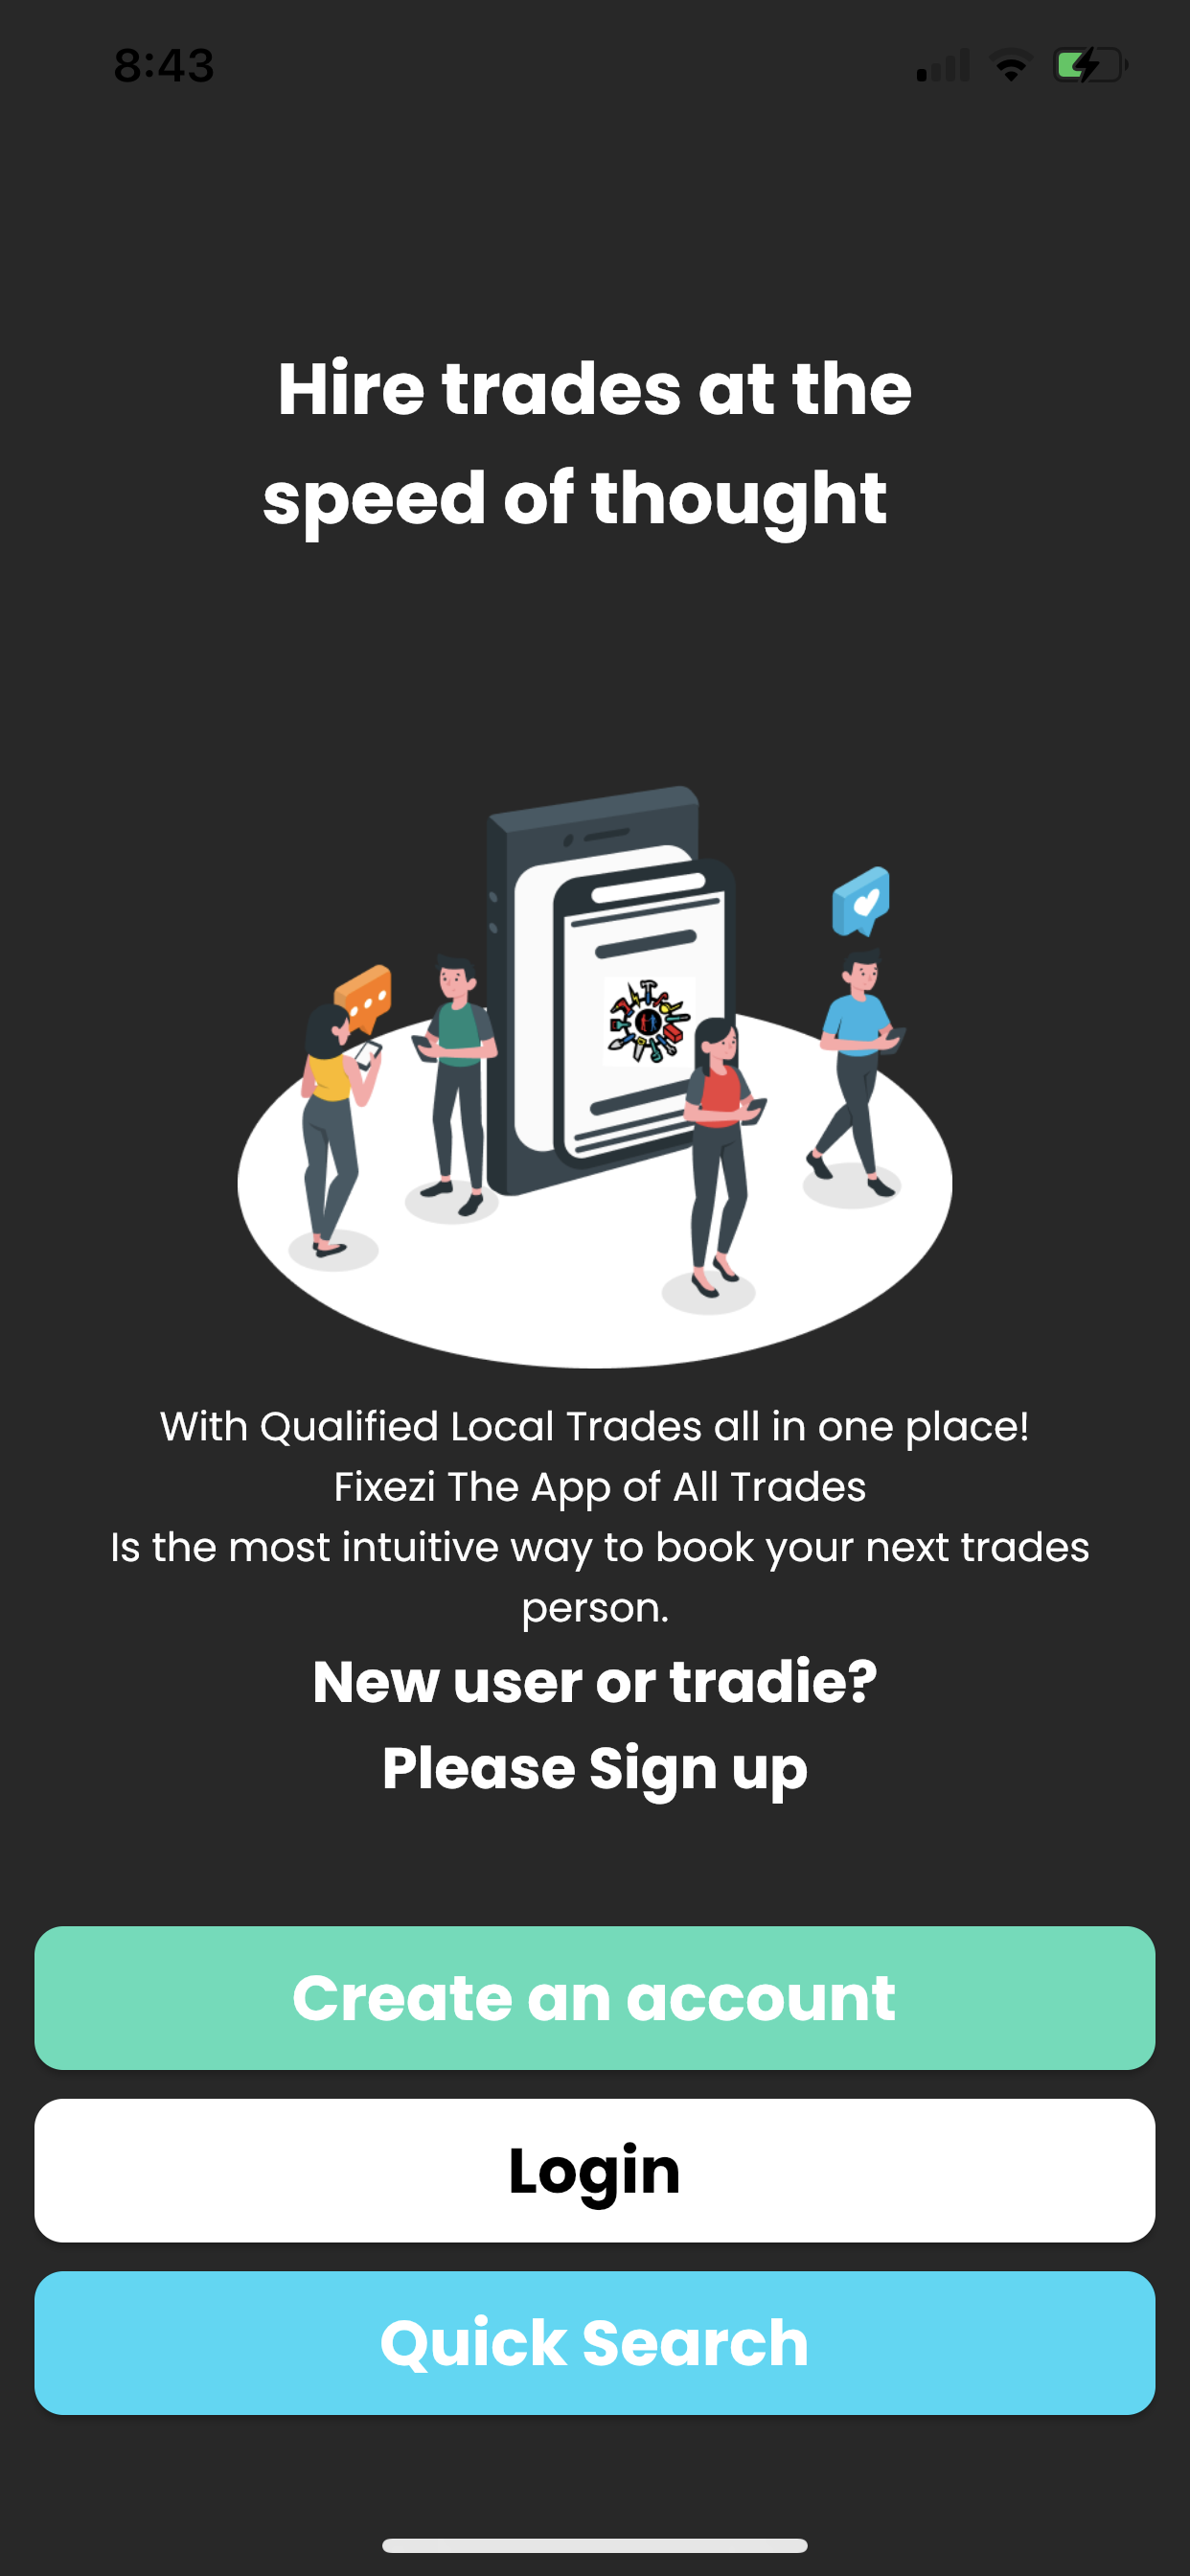 8:43
Hire trades at the
speed of thought
With Qualified Local Trades all in one place!
Fixezi The App of All Trades
Is the most intuitive way to book your next trades
person.
New user or tradie?
Please Sign up
Create an account
Login
Quick Search